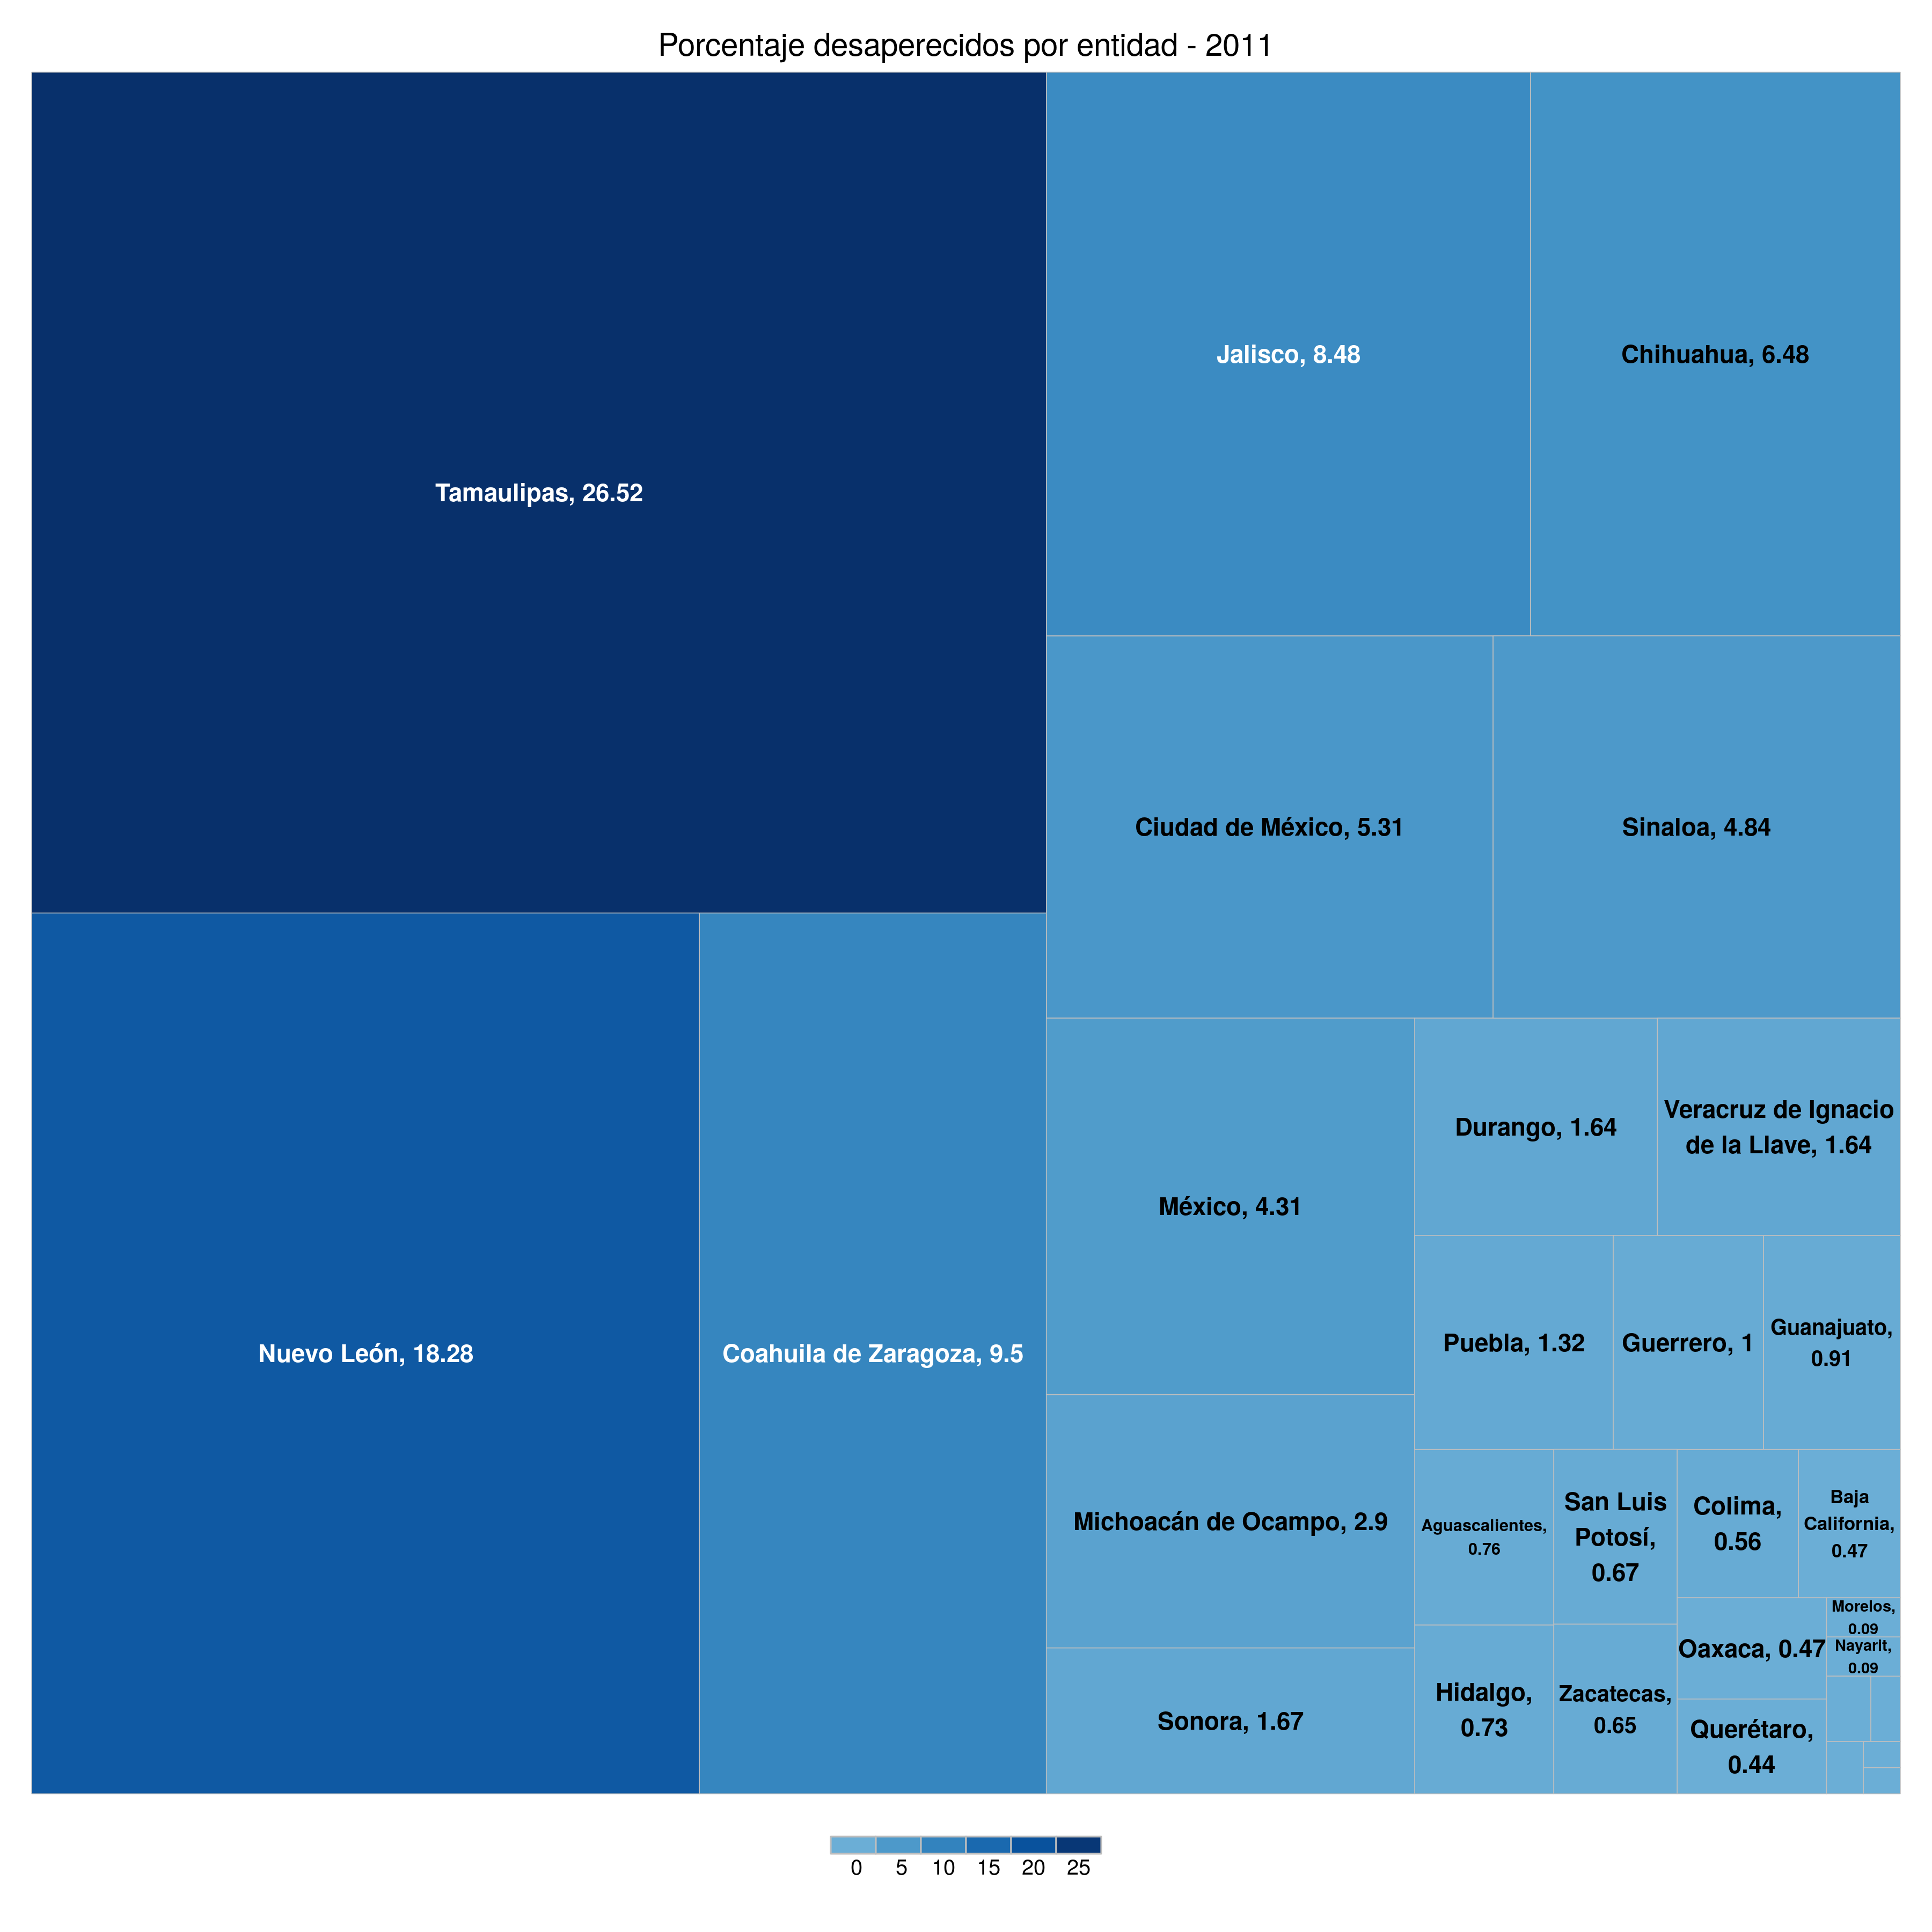 Porcentaje desaperecidos por entidad - 2011
Tamaulipas, 26.52
Nuevo León, 18.28
Coahuila de Zaragoza, 9.5
Jalisco, 8.48
Chihuahua, 6.48
Ciudad de México, 5.31
Sinaloa, 4.84
México, 4.31
Michoacán de Ocampo, 2.9
Sonora, 1.67
Durango, 1.64
Veracruz de Ignacio
de la Llave, 1.64
Puebla, 1.32
Guerrero, 1
Guanajuato,
0.91
Aguascalientes,
0.76
Hidalgo,
0.73
San Luis
Potosí,
0.67
Zacatecas,
0.65
Colima,
0.56
Baja
California,
0.47
Oaxaca, 0.47
Querétaro,
0.44
Morelos,
0.09
Nayarit,
0.09
0 5 10 15 20 25